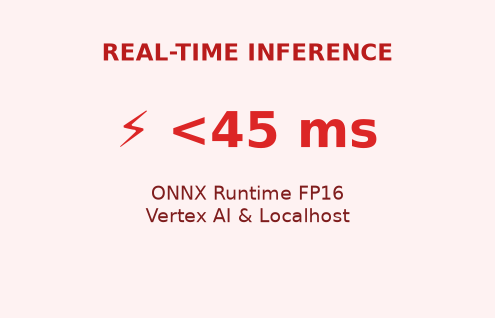 REAL-TIME INFERENCE
⚡ <45 ms
ONNX Runtime FP16
Vertex AI & Localhost